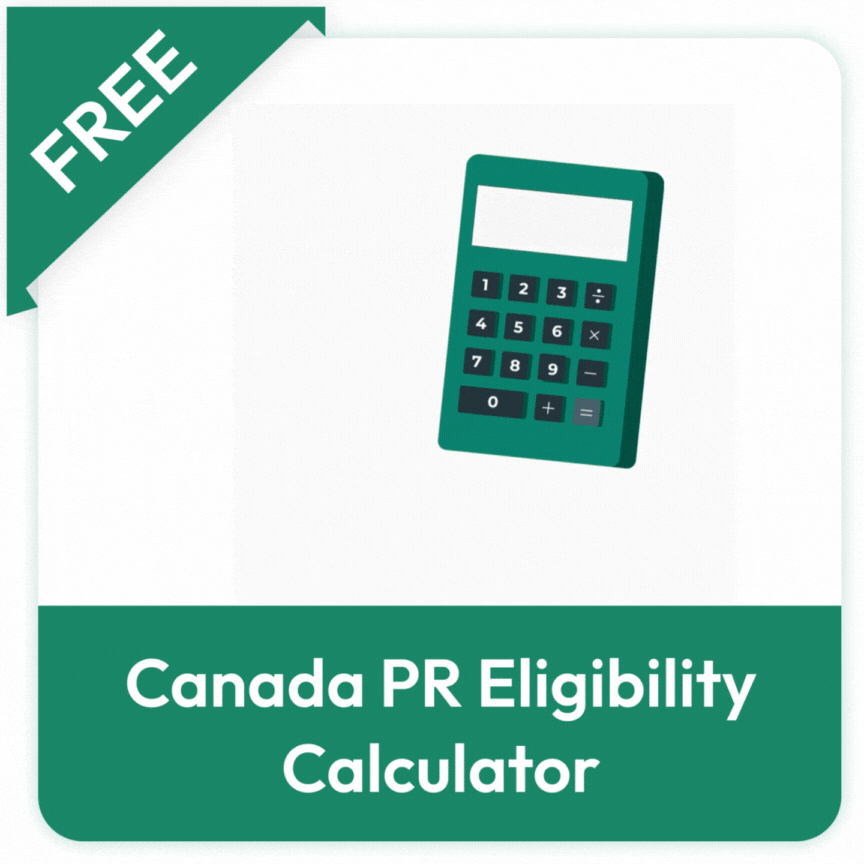 FREE
1 2 3 ÷
4 5 6 ×
7 8 9 −
0 + =
Canada PR Eligibility
Calculator